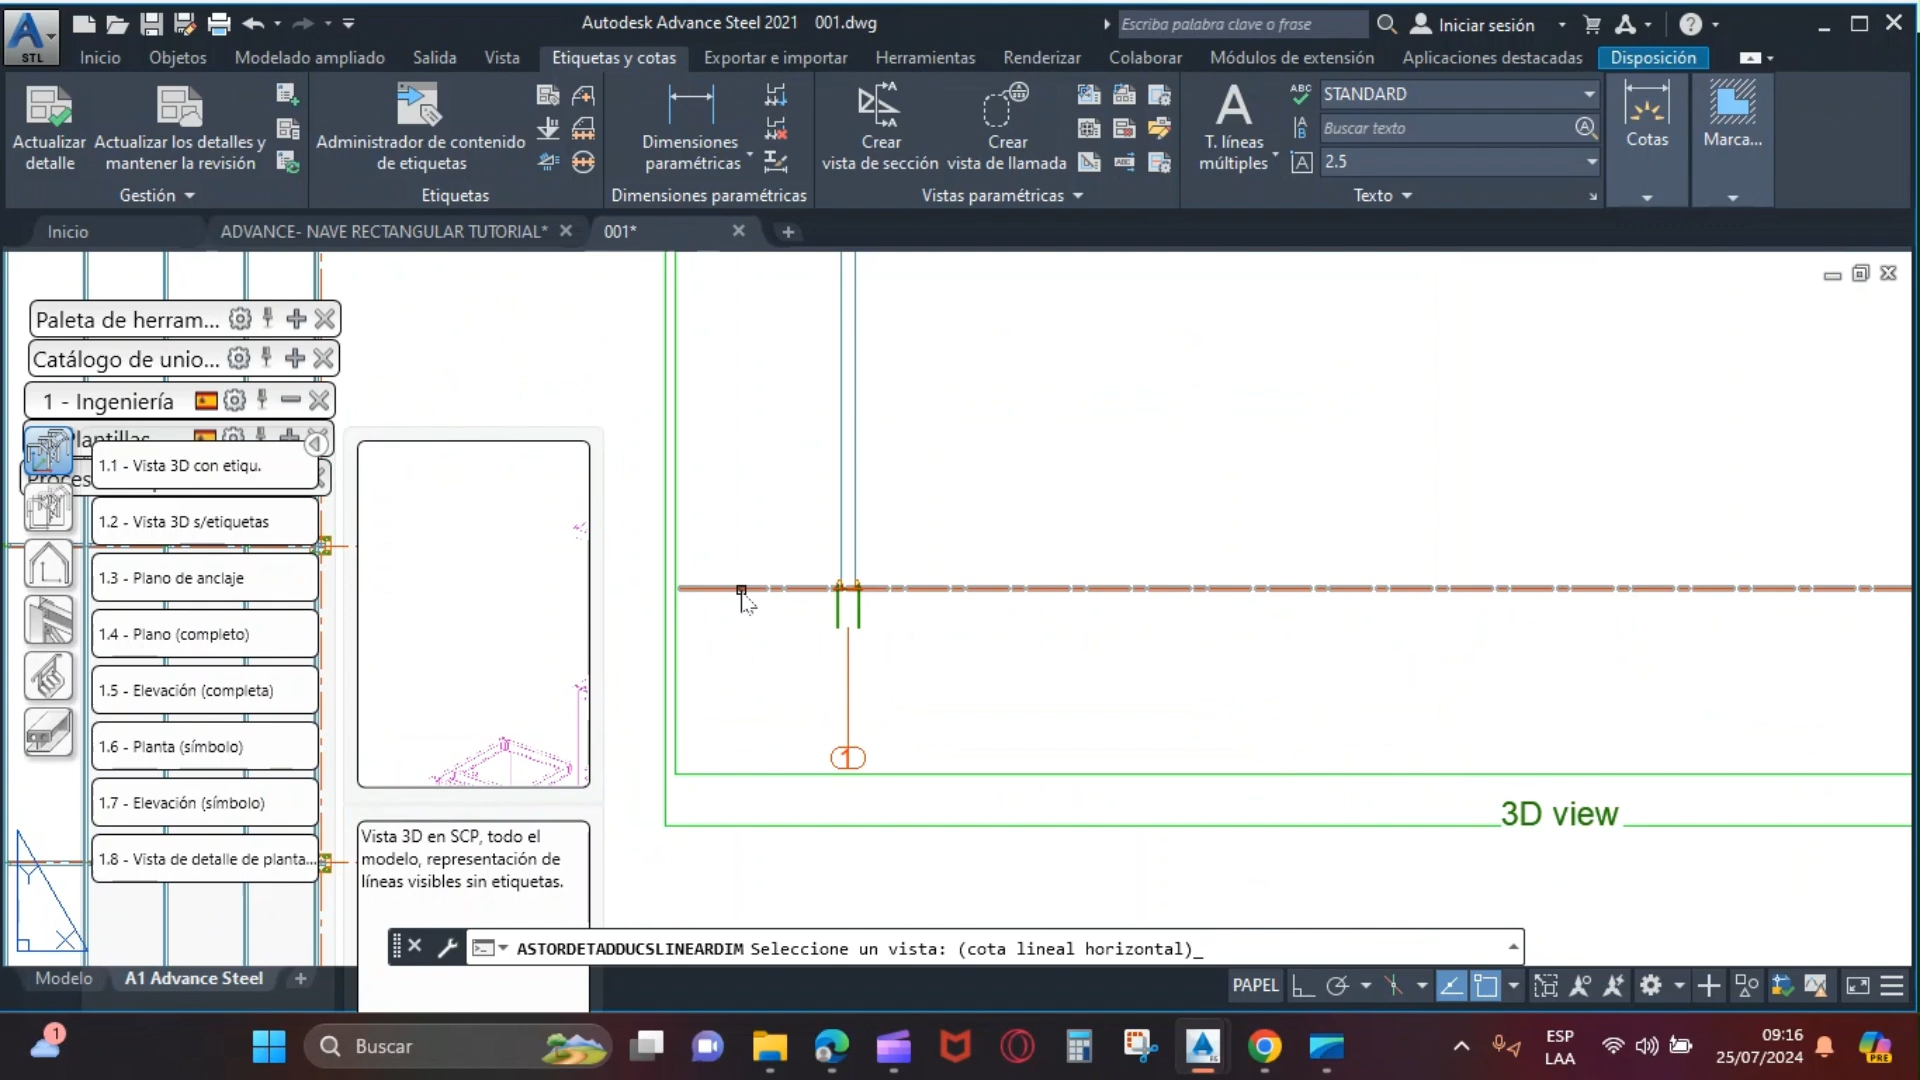 Autodesk Advance Steel 2021 001.dwg
Escriba palabra clave o frase
Iniciar sesión
STL
Inicio Objetos Modelado ampliado Salida Vista Etiquetas y cotas Exportar e importar Herramientas Renderizar Colaborar Módulos de extensión Aplicaciones destacadas Disposición
Actualizar detalle
Actualizar los detalles y mantener la revisión
Administrador de contenido de etiquetas
Dimensiones paramétricas
Crear vista de sección
Crear vista de llamada
T. líneas múltiples
STANDARD
Buscar texto
2.5
Cotas
Marca...
Gestión Etiquetas Dimensiones paramétricas Vistas paramétricas Texto
Inicio ADVANCE- NAVE RECTANGULAR TUTORIAL* 001*
Paleta de herram...
Catálogo de unio...
1 - Ingeniería
1.1 - Vista 3D con etiqu.
1.2 - Vista 3D s/etiquetas
1.3 - Plano de anclaje
1.4 - Plano (completo)
1.5 - Elevación (completa)
1.6 - Planta (símbolo)
1.7 - Elevación (símbolo)
1.8 - Vista de detalle de planta...
Vista 3D en SCP, todo el
modelo, representación de
líneas visibles sin etiquetas.
1
3D view
Y
X
ASTORDETADDUCSLINEARDIM Seleccione un vista: (cota lineal horizontal)_
Modelo A1 Advance Steel
PAPEL
1
Buscar
ESP
LAA
09:16
25/07/2024
PRE